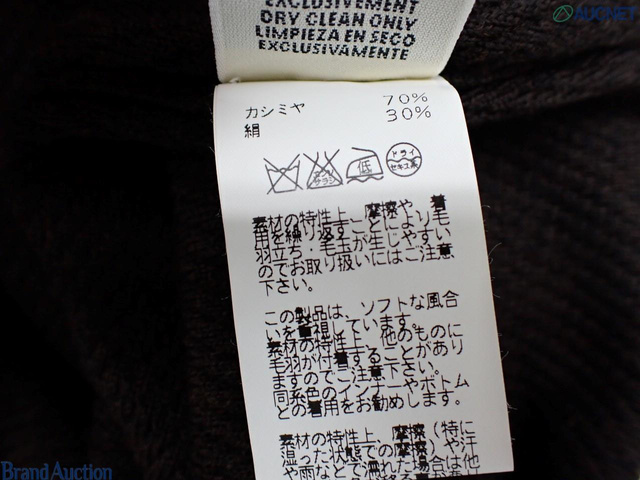 EXCLUSIVEMENT
DRY CLEAN ONLY
LIMPIEZA EN SECO
EXCLUSIVAMENTE
AUCNET
カシミヤ 70%
絹 30%
エンソ
サラシ
低
ドライ
セキユ系
素材の特性上、摩擦や、着
用を繰り返すことにより毛
羽立ち・毛玉が生じやすい
のでお取り扱いにはご注意
下さい。
この製品は、ソフトな風合
いを重視しています。
素材の特性上、他のものに
毛羽が付着することがあり
ますのでご注意下さい。
同系色のインナーやボトム
との着用をお勧めします。
素材の特性上、摩擦(特に
湿った状態での摩擦)や汗
や雨などで濡れた場合は他
Brand Auction